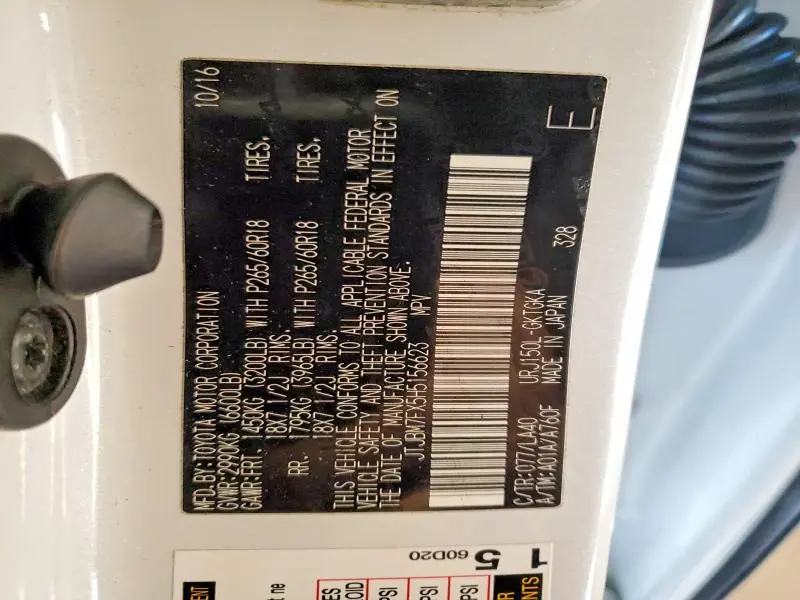 MFD.BY:TOYOTA MOTOR CORPORATION 10/16
GVWR:2990KG (6600LB)
GAWR:FRT. 1450KG (3200LB) WITH P265/60R18 TIRES,
18X7 1/2J RIMS.
RR. 1795KG (3965LB) WITH P265/60R18 TIRES,
18X7 1/2J RIMS.
THIS VEHICLE CONFORMS TO ALL APPLICABLE FEDERAL MOTOR
VEHICLE SAFETY AND THEFT PREVENTION STANDARDS IN EFFECT ON
THE DATE OF MANUFACTURE SHOWN ABOVE.
JTJBM7FX5H5156623 MPV
C/TR:077/LA40 URJ150L-GKTGKA 328
A/TM:A01A/A760F MADE IN JAPAN E
1 5
60D20
PSI
PSI
PSI